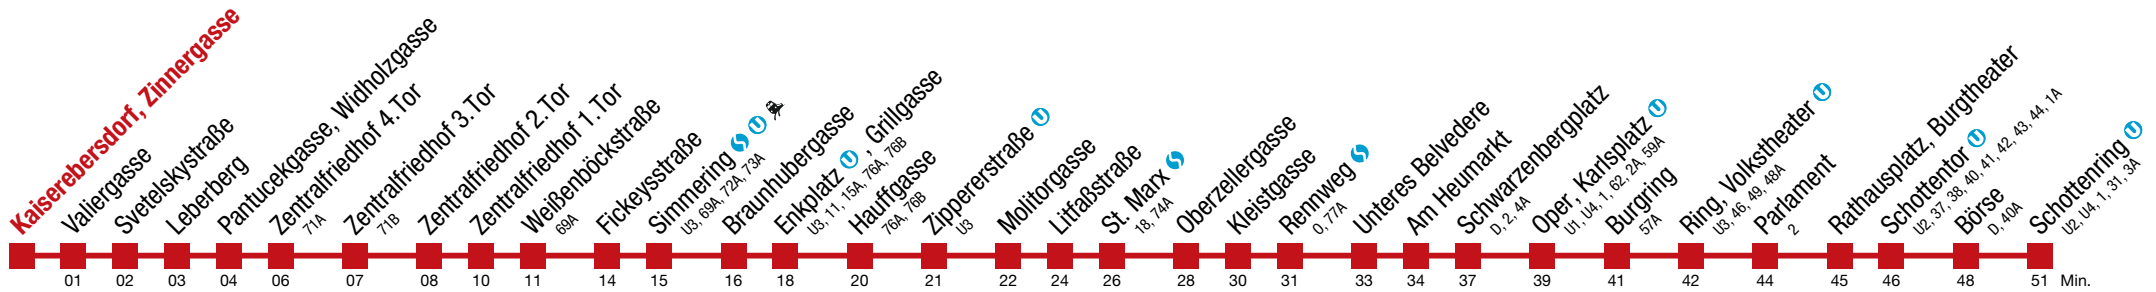 Kaiserebersdorf, Zinnergasse
Valiergasse
Svetelskystraße
Leberberg
Pantucekgasse, Widholzgasse
Zentralfriedhof 4.Tor
71A
Zentralfriedhof 3.Tor
71B
Zentralfriedhof 2.Tor
Zentralfriedhof 1.Tor
Weißenböckstraße
69A
Fickeysstraße
Simmering
U3, 69A, 72A, 73A
Braunhubergasse
Enkplatz U, Grillgasse
U3, 11, 15A, 76A, 76B
Hauffgasse
76A, 76B
Zippererstraße U
U3
Molitorgasse
Litfaßstraße
St. Marx
18, 74A
Oberzellergasse
Kleistgasse
Rennweg
O, 77A
Unteres Belvedere
Am Heumarkt
Schwarzenbergplatz
D, 2, 4A
Oper, Karlsplatz U
U1, U4, 1, 62, 2A, 59A
Burgring
57A
Ring, Volkstheater U
U3, 46, 49, 48A
Parlament
2
Rathausplatz, Burgtheater
Schottentor U
U2, 37, 38, 40, 41, 42, 43, 44, 1A
Börse
D, 40A
Schottenring U
U2, U4, 1, 31, 3A
01 02 03 04 06 07 08 10 11 14 15 16 18 20 21 22 24 26 28 30 31 33 34 37 39 41 42 44 45 46 48 51 Min.